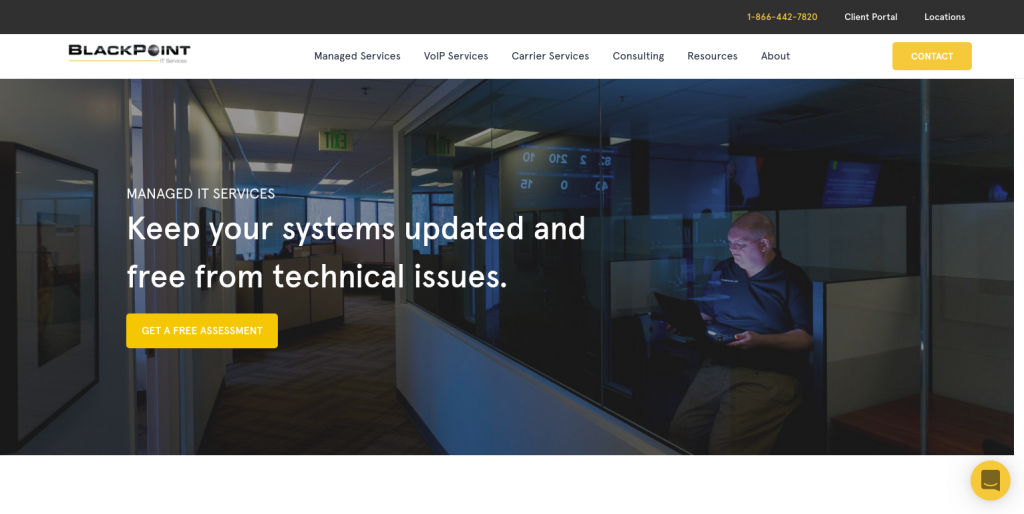 1-866-442-7820 Client Portal Locations
BLACKPOINT
IT Services
Managed Services VoIP Services Carrier Services Consulting Resources About CONTACT
EXIT
MANAGED IT SERVICES
Keep your systems updated and
free from technical issues.
GET A FREE ASSESSMENT